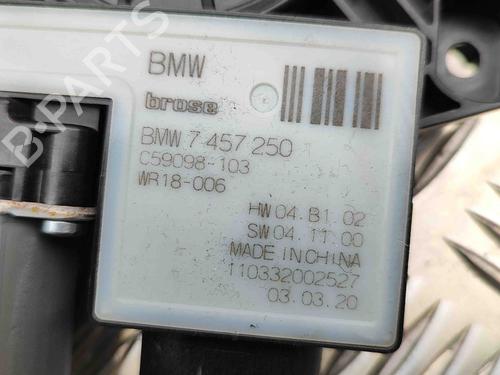 B-PARTS
BMW
brose
BMW 7 457 250
C59098-103
WR18-006
HW 04.B1.02
SW 04.11.00
MADE IN CHINA
110332002527
03.03.20